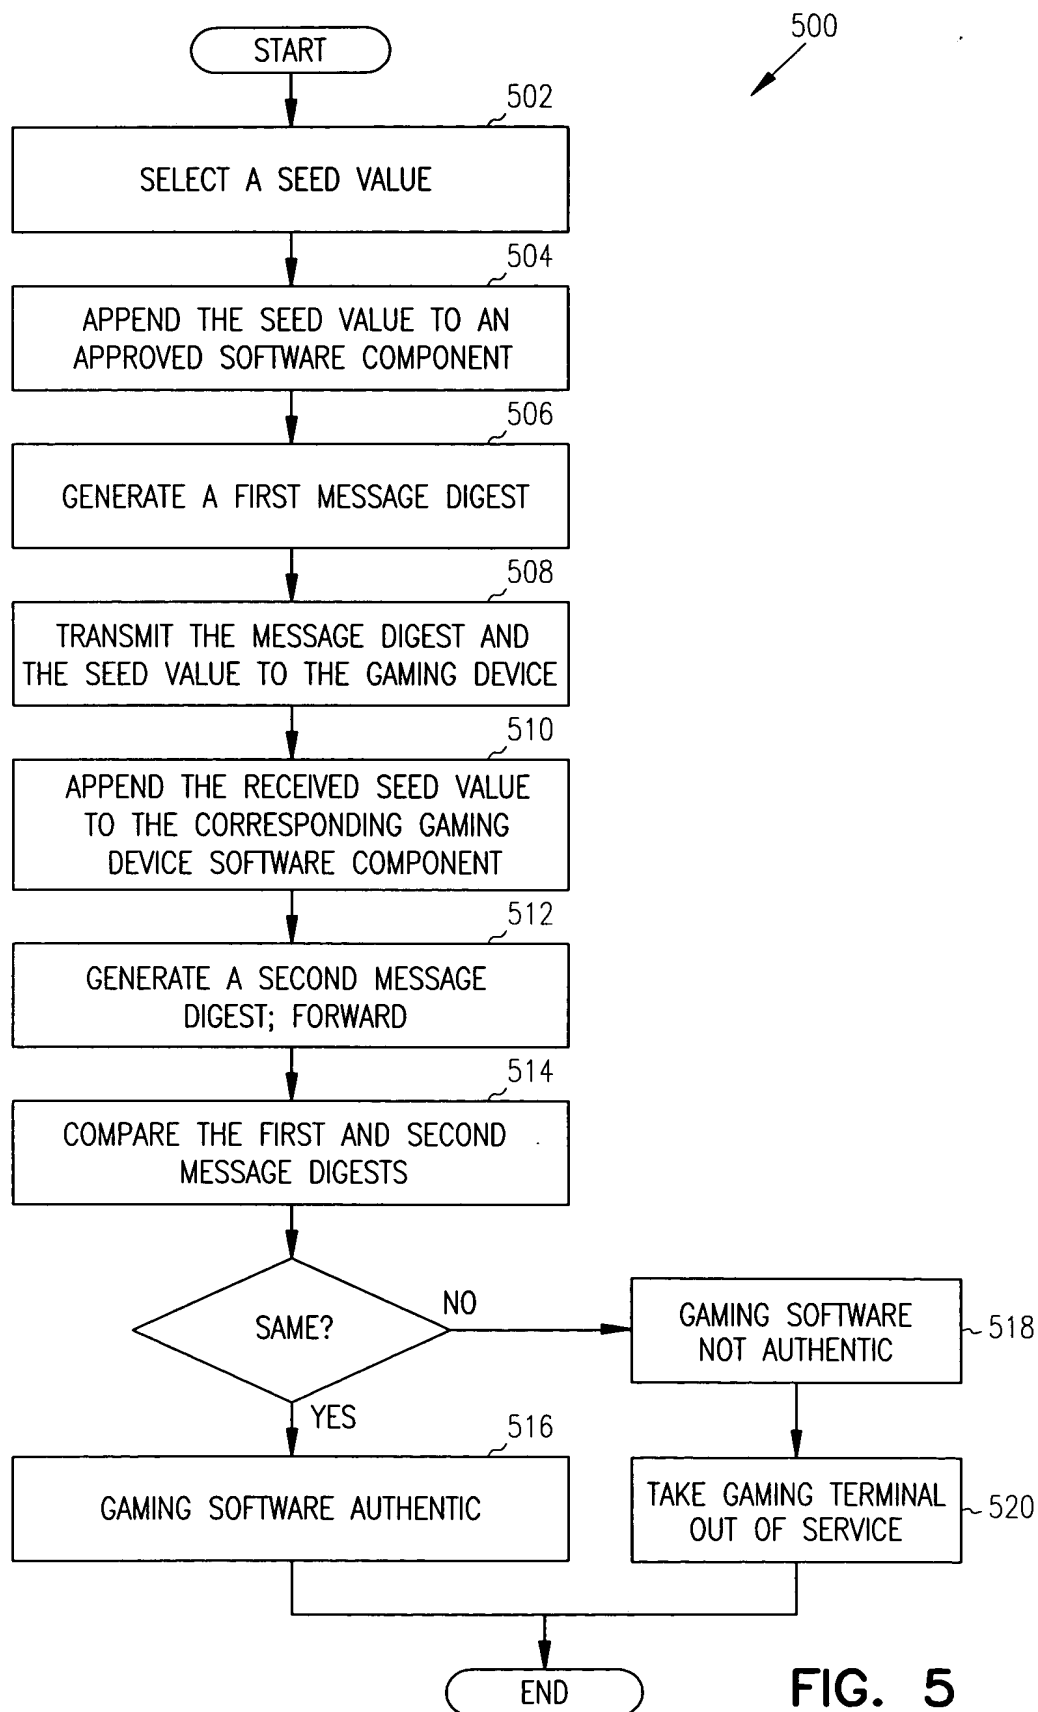 500
START
502
SELECT A SEED VALUE
504
APPEND THE SEED VALUE TO AN
APPROVED SOFTWARE COMPONENT
506
GENERATE A FIRST MESSAGE DIGEST
508
TRANSMIT THE MESSAGE DIGEST AND
THE SEED VALUE TO THE GAMING DEVICE
510
APPEND THE RECEIVED SEED VALUE
TO THE CORRESPONDING GAMING
DEVICE SOFTWARE COMPONENT
512
GENERATE A SECOND MESSAGE
DIGEST; FORWARD
514
COMPARE THE FIRST AND SECOND
MESSAGE DIGESTS
SAME?
NO
GAMING SOFTWARE
NOT AUTHENTIC
518
YES
516
GAMING SOFTWARE AUTHENTIC
TAKE GAMING TERMINAL
OUT OF SERVICE
520
END
FIG. 5